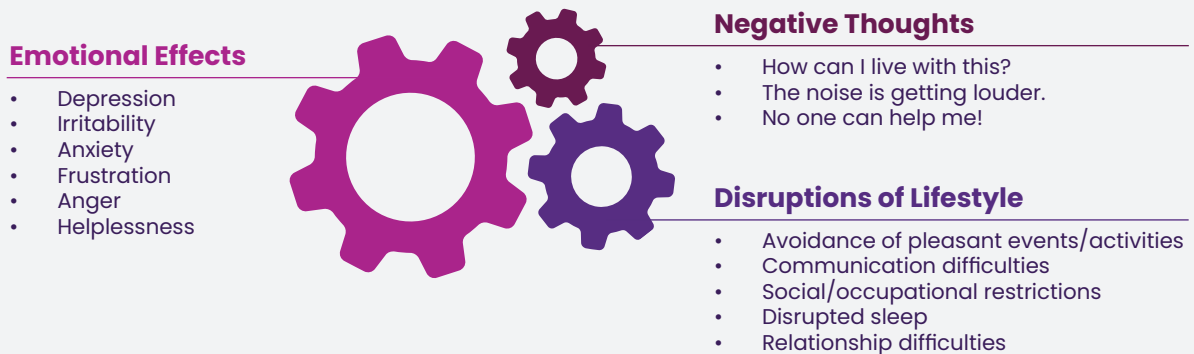 Emotional Effects
• Depression
• Irritability
• Anxiety
• Frustration
• Anger
• Helplessness
Negative Thoughts
• How can I live with this?
• The noise is getting louder.
• No one can help me!
Disruptions of Lifestyle
• Avoidance of pleasant events/activities
• Communication difficulties
• Social/occupational restrictions
• Disrupted sleep
• Relationship difficulties